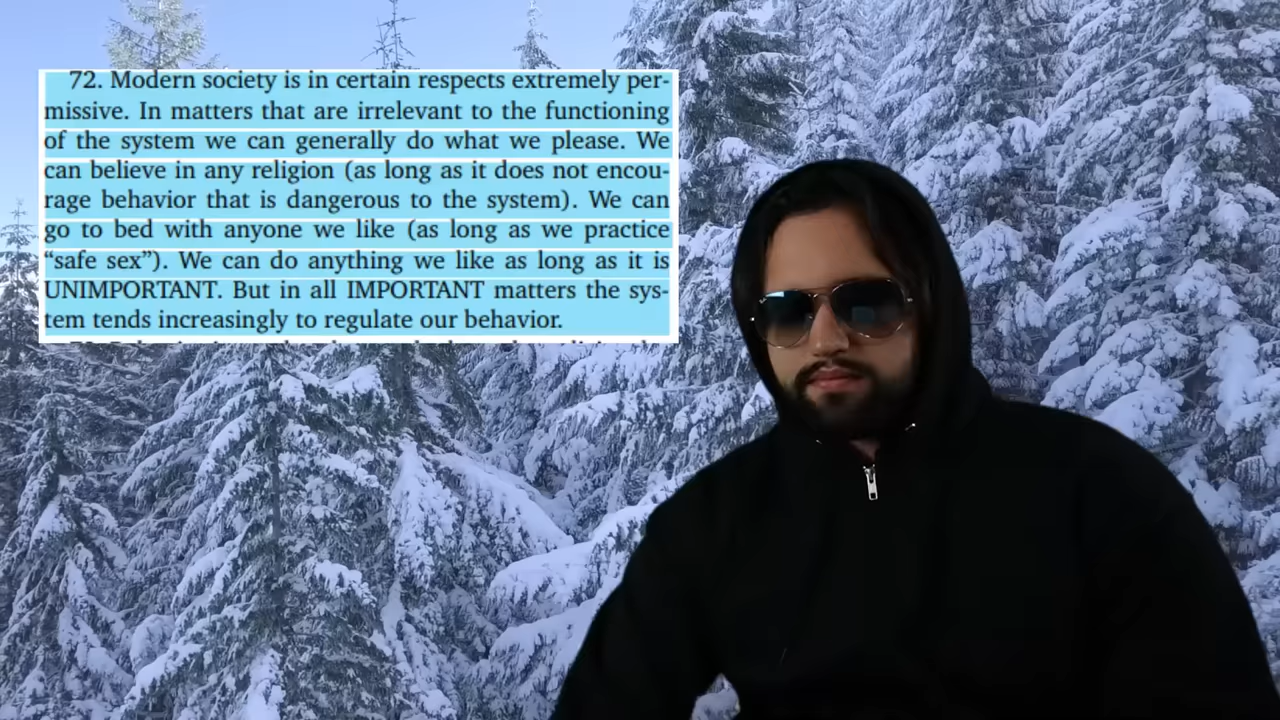 72. Modern society is in certain respects extremely per-
missive. In matters that are irrelevant to the functioning
of the system we can generally do what we please. We
can believe in any religion (as long as it does not encou-
rage behavior that is dangerous to the system). We can
go to bed with anyone we like (as long as we practice
“safe sex”). We can do anything we like as long as it is
UNIMPORTANT. But in all IMPORTANT matters the sys-
tem tends increasingly to regulate our behavior.